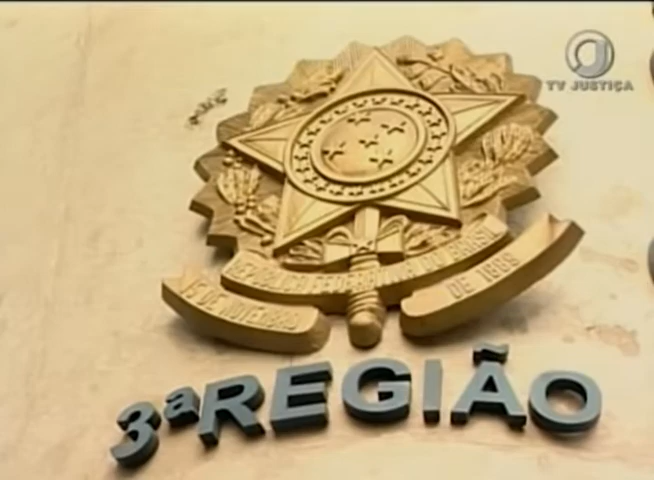 TV JUSTIÇA
REPÚBLICA FEDERATIVA DO BRASIL
15 DE NOVEMBRO
DE 1889
3ª REGIÃO